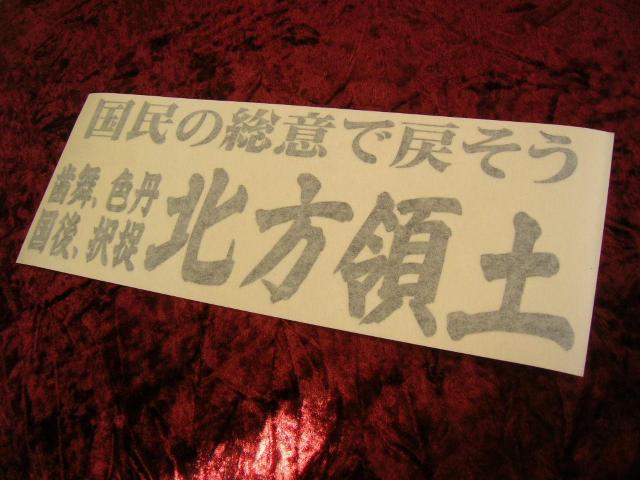 国民の総意で戻そう
歯舞、色丹
国後、択捉
北方領土